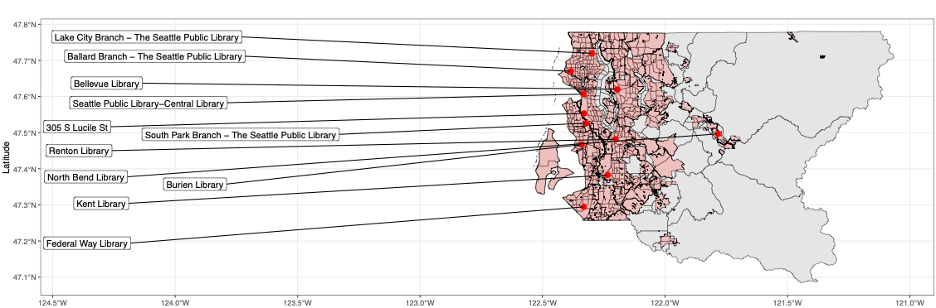 47.8°N
Lake City Branch − The Seattle Public Library
Ballard Branch − The Seattle Public Library
47.7°N
Bellevue Library
47.6°N
Seattle Public Library−Central Library
305 S Lucile St
47.5°N
South Park Branch − The Seattle Public Library
Renton Library
47.4°N
North Bend Library
Burien Library
47.3°N
Kent Library
47.2°N
Federal Way Library
47.1°N
Latitude
124.5°W 124.0°W 123.5°W 123.0°W 122.5°W 122.0°W 121.5°W 121.0°W